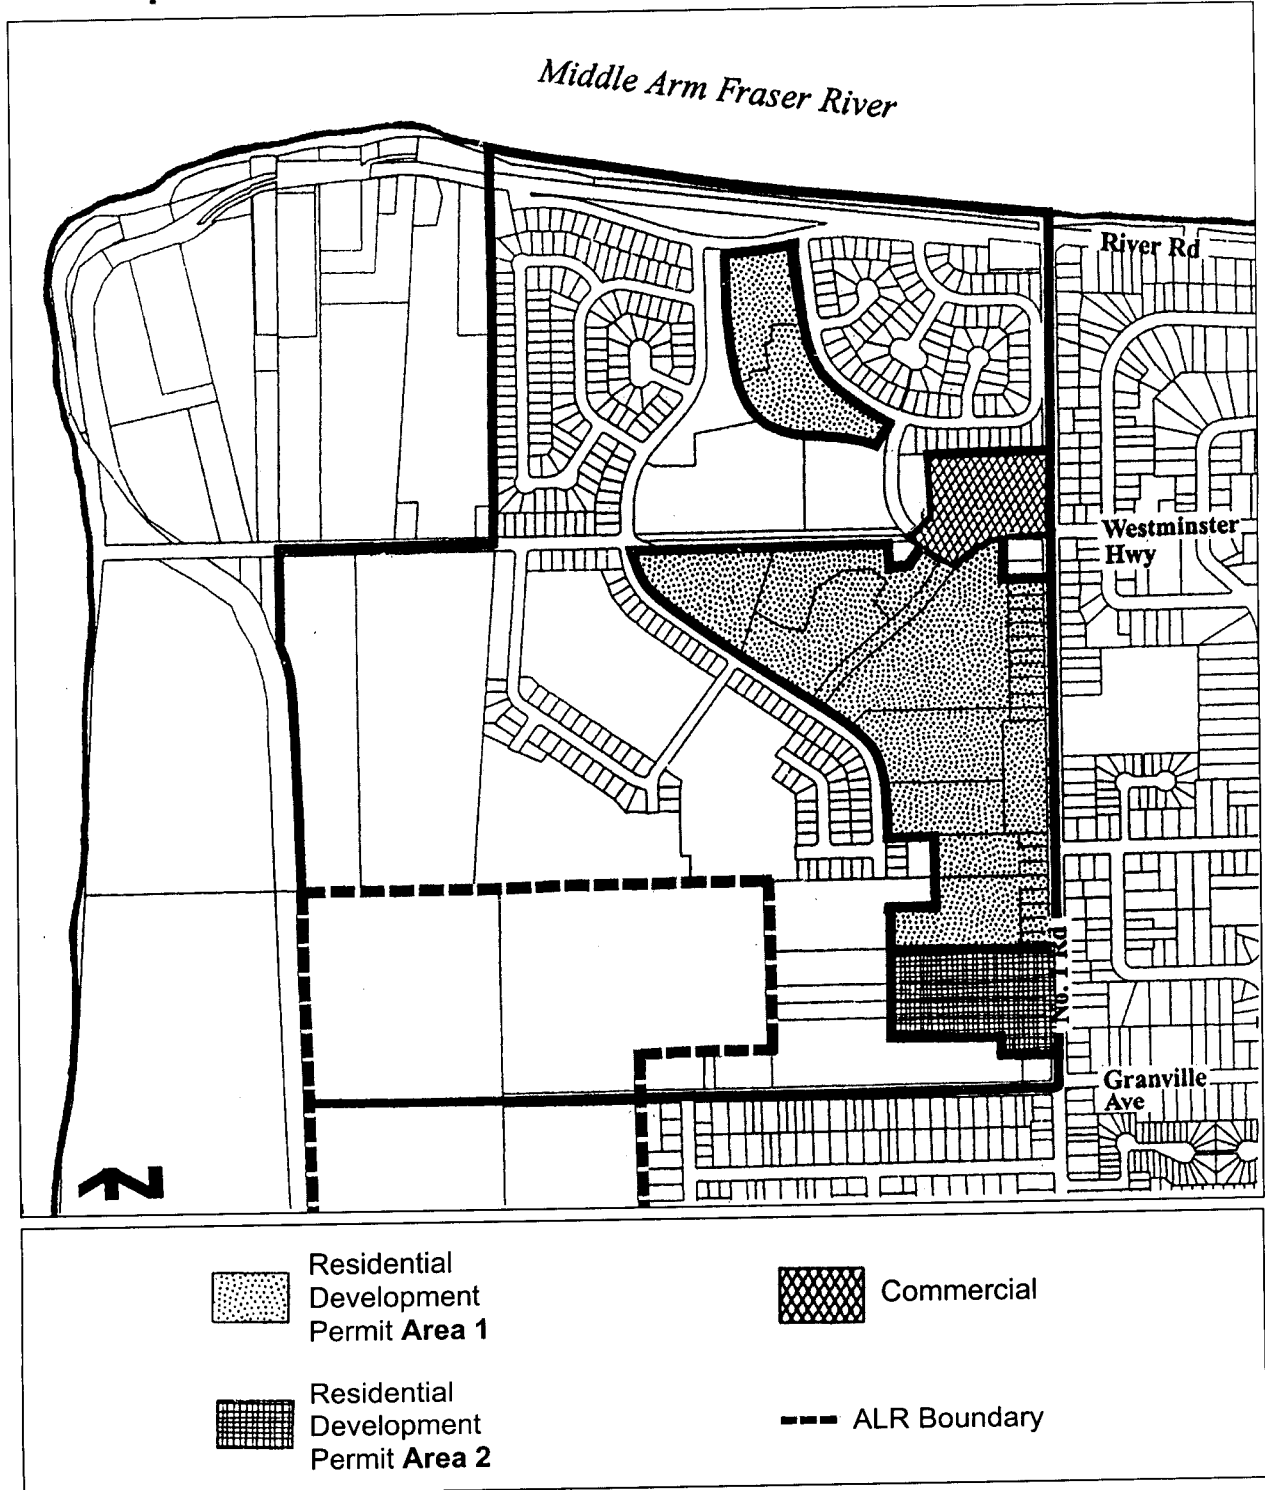 Middle Arm Fraser River
River Rd
Westminster
Hwy
No. 1 Rd
Granville
Ave
Residential
Development
Permit Area 1
Commercial
Residential
Development
Permit Area 2
ALR Boundary